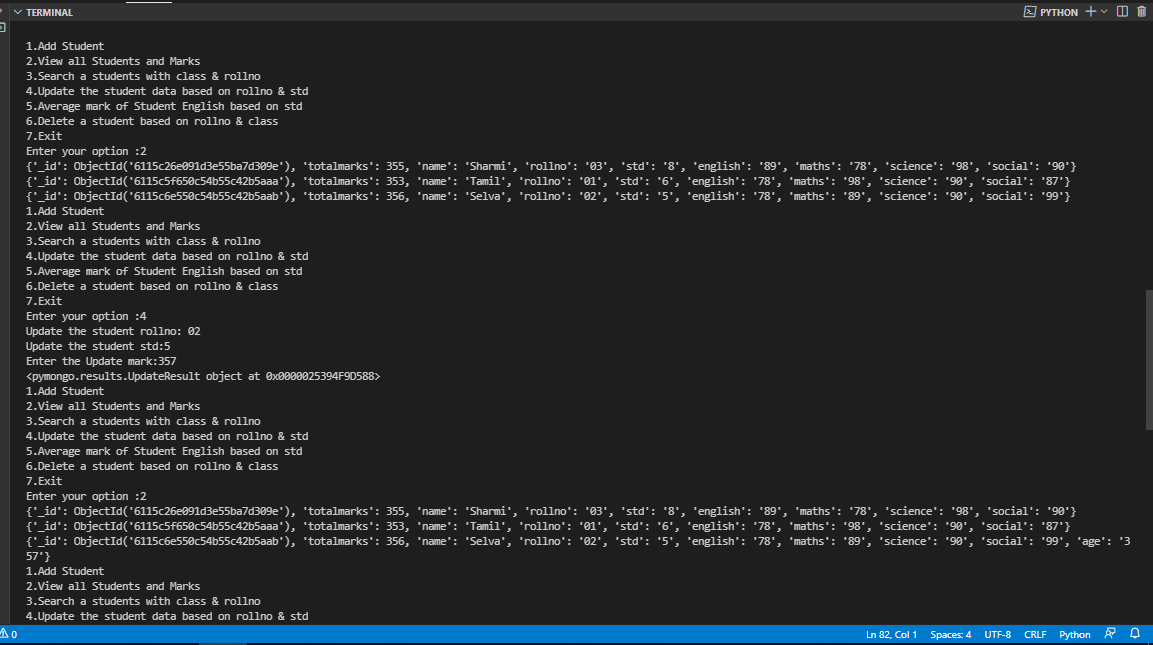 TERMINAL
PYTHON
1.Add Student
2.View all Students and Marks
3.Search a students with class & rollno
4.Update the student data based on rollno & std
5.Average mark of Student English based on std
6.Delete a student based on rollno & class
7.Exit
Enter your option :2
{'_id': ObjectId('6115c26e091d3e55ba7d309e'), 'totalmarks': 355, 'name': 'Sharmi', 'rollno': '03', 'std': '8', 'english': '89', 'maths': '78', 'science': '98', 'social': '90'}
{'_id': ObjectId('6115c5f650c54b55c42b5aaa'), 'totalmarks': 353, 'name': 'Tamil', 'rollno': '01', 'std': '6', 'english': '78', 'maths': '98', 'science': '90', 'social': '87'}
{'_id': ObjectId('6115c6e550c54b55c42b5aab'), 'totalmarks': 356, 'name': 'Selva', 'rollno': '02', 'std': '5', 'english': '78', 'maths': '89', 'science': '90', 'social': '99'}
1.Add Student
2.View all Students and Marks
3.Search a students with class & rollno
4.Update the student data based on rollno & std
5.Average mark of Student English based on std
6.Delete a student based on rollno & class
7.Exit
Enter your option :4
Update the student rollno: 02
Update the student std:5
Enter the Update mark:357
<pymongo.results.UpdateResult object at 0x0000025394F9D588>
1.Add Student
2.View all Students and Marks
3.Search a students with class & rollno
4.Update the student data based on rollno & std
5.Average mark of Student English based on std
6.Delete a student based on rollno & class
7.Exit
Enter your option :2
{'_id': ObjectId('6115c26e091d3e55ba7d309e'), 'totalmarks': 355, 'name': 'Sharmi', 'rollno': '03', 'std': '8', 'english': '89', 'maths': '78', 'science': '98', 'social': '90'}
{'_id': ObjectId('6115c5f650c54b55c42b5aaa'), 'totalmarks': 353, 'name': 'Tamil', 'rollno': '01', 'std': '6', 'english': '78', 'maths': '98', 'science': '90', 'social': '87'}
{'_id': ObjectId('6115c6e550c54b55c42b5aab'), 'totalmarks': 356, 'name': 'Selva', 'rollno': '02', 'std': '5', 'english': '78', 'maths': '89', 'science': '90', 'social': '99', 'age': '3
57'}
1.Add Student
2.View all Students and Marks
3.Search a students with class & rollno
4.Update the student data based on rollno & std
0
Ln 82, Col 1
Spaces: 4
UTF-8
CRLF
Python